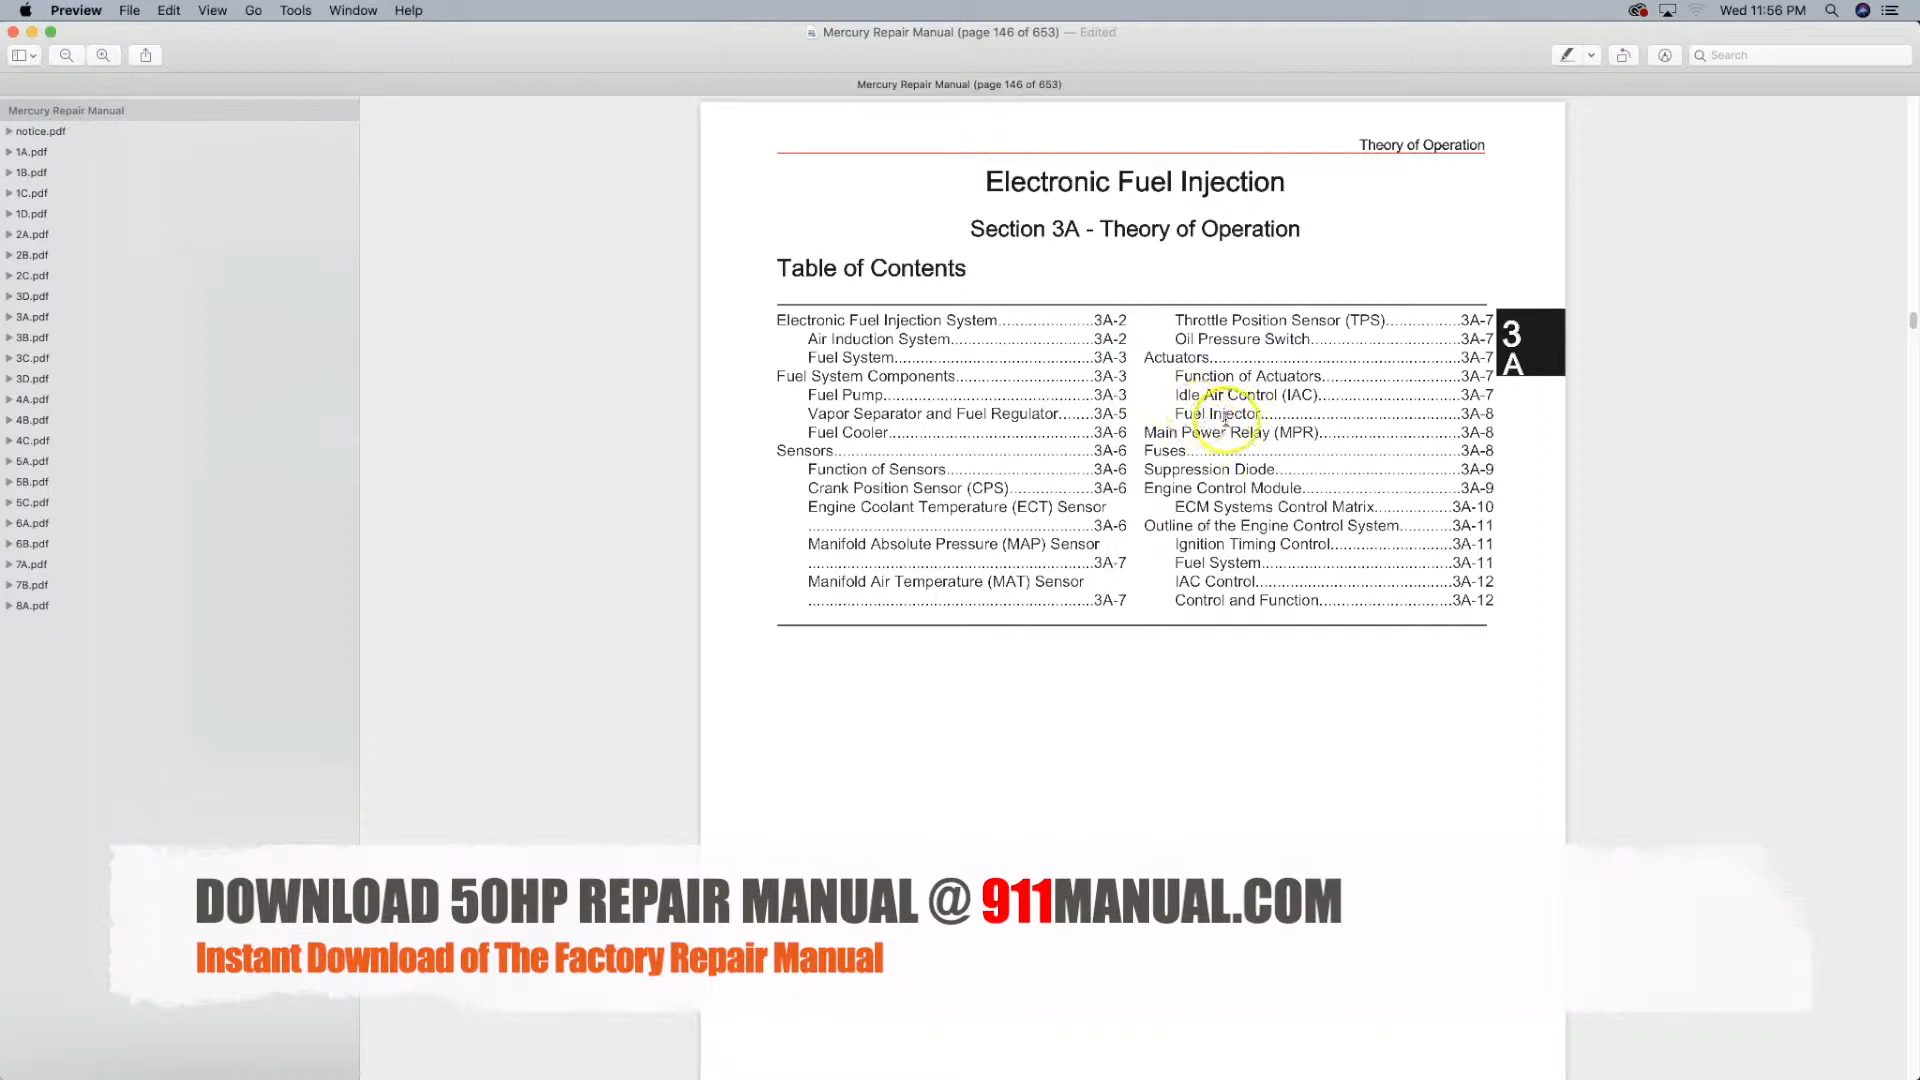 Preview File Edit View Go Tools Window Help Wed 11:56 PM
Mercury Repair Manual (page 146 of 653) — Edited
Search
Mercury Repair Manual (page 146 of 653)
Mercury Repair Manual
notice.pdf
1A.pdf
1B.pdf
1C.pdf
1D.pdf
2A.pdf
2B.pdf
2C.pdf
3D.pdf
3A.pdf
3B.pdf
3C.pdf
3D.pdf
4A.pdf
4B.pdf
4C.pdf
5A.pdf
5B.pdf
5C.pdf
6A.pdf
6B.pdf
7A.pdf
7B.pdf
8A.pdf
Theory of Operation
Electronic Fuel Injection
Section 3A - Theory of Operation
Table of Contents
Electronic Fuel Injection System....................3A-2
Air Induction System..............................3A-2
Fuel System..........................................3A-3
Fuel System Components............................3A-3
Fuel Pump............................................3A-3
Vapor Separator and Fuel Regulator.......3A-5
Fuel Cooler...........................................3A-6
Sensors.....................................................3A-6
Function of Sensors...............................3A-6
Crank Position Sensor (CPS)..................3A-6
Engine Coolant Temperature (ECT) Sensor
..........................................................3A-6
Manifold Absolute Pressure (MAP) Sensor
..........................................................3A-7
Manifold Air Temperature (MAT) Sensor
..........................................................3A-7
Throttle Position Sensor (TPS)................3A-7
Oil Pressure Switch...............................3A-7
Actuators...................................................3A-7
Function of Actuators.............................3A-7
Idle Air Control (IAC)..............................3A-7
Fuel Injector..........................................3A-8
Main Power Relay (MPR)............................3A-8
Fuses........................................................3A-8
Suppression Diode.....................................3A-9
Engine Control Module................................3A-9
ECM Systems Control Matrix................3A-10
Outline of the Engine Control System...........3A-11
Ignition Timing Control.........................3A-11
Fuel System.......................................3A-11
IAC Control........................................3A-12
Control and Function...........................3A-12
3
A
DOWNLOAD 50HP REPAIR MANUAL @ 911MANUAL.COM
Instant Download of The Factory Repair Manual